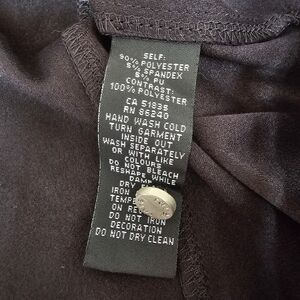 SELF:
90% POLYESTER
5% SPANDEX
5% PU
CONTRAST:
100% POLYESTER
CA 51835
RN 86240
HAND WASH COLD
TURN GARMENT
INSIDE OUT
WASH SEPARATELY
OR WITH LIKE
COLOURS
DO NOT BLEACH
RESHAPE WHILE
DAMP
DRY
IRON
TEMP
ON RE
DO NOT IRON
DECORATION
DO NOT DRY CLEAN